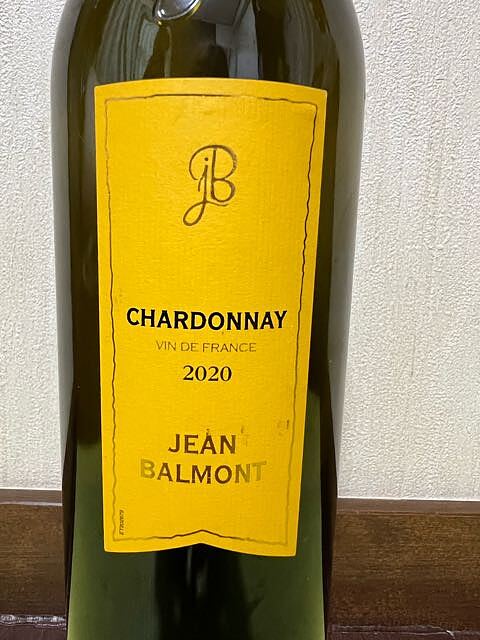 jB
CHARDONNAY
VIN DE FRANCE
2020
JEAN
BALMONT